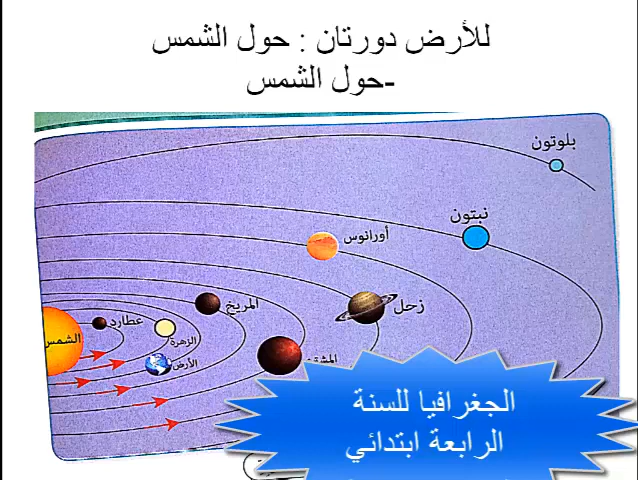 للأرض دورتان : حول الشمس
-حول الشمس
بلوتون
نبتون
أورانوس
زحل
المريخ
عطارد
الشمس
الزهرة
الأرض
الجغرافيا للسنة
الرابعة ابتدائي